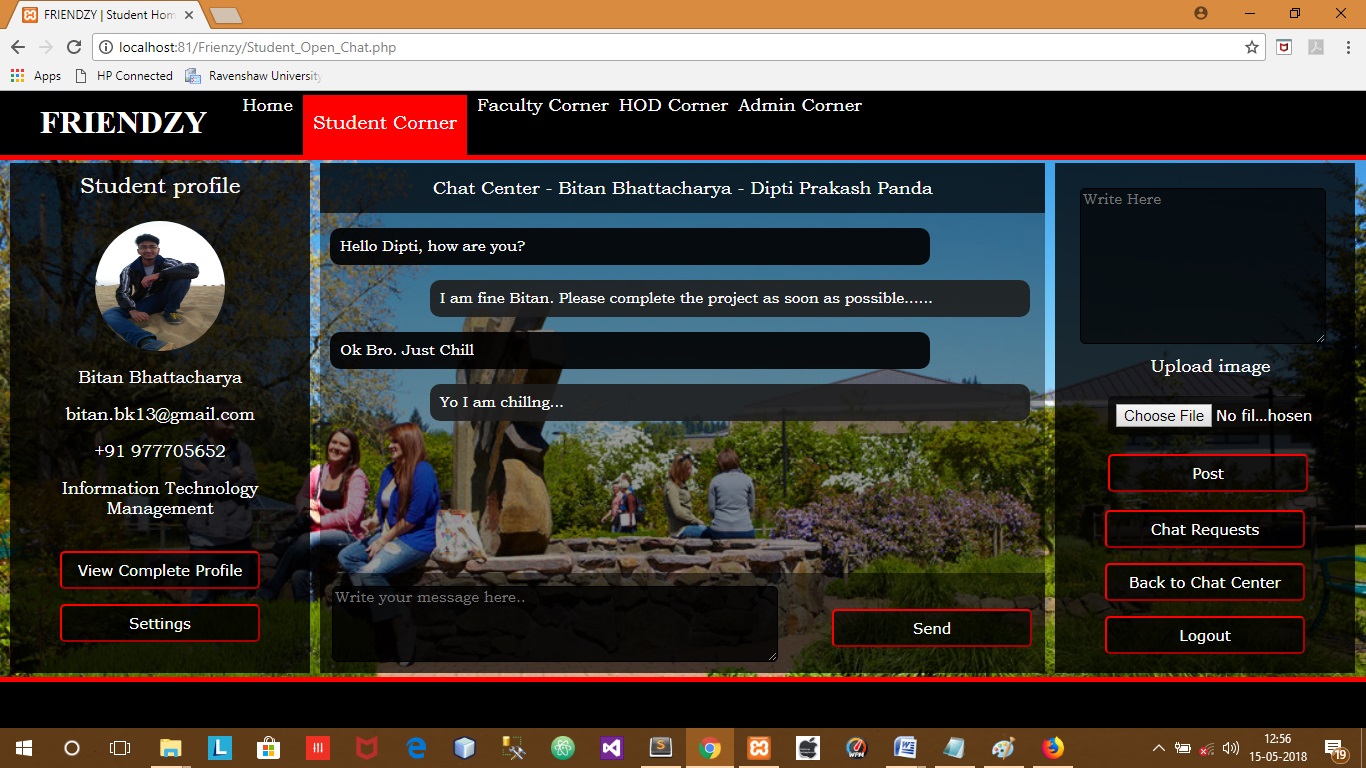 FRIENDZY | Student Hom
localhost:81/Frienzy/Student_Open_Chat.php
Apps HP Connected Ravenshaw University
FRIENDZY
Home Student Corner Faculty Corner HOD Corner Admin Corner
Student profile
Bitan Bhattacharya
bitan.bk13@gmail.com
+91 977705652
Information Technology
Management
View Complete Profile
Settings
Chat Center - Bitan Bhattacharya - Dipti Prakash Panda
Hello Dipti, how are you?
I am fine Bitan. Please complete the project as soon as possible......
Ok Bro. Just Chill
Yo I am chillng...
Write your message here..
Send
Write Here
Upload image
Choose File No fil...hosen
Post
Chat Requests
Back to Chat Center
Logout
L
WPM
W
S
12:56
15-05-2018
19